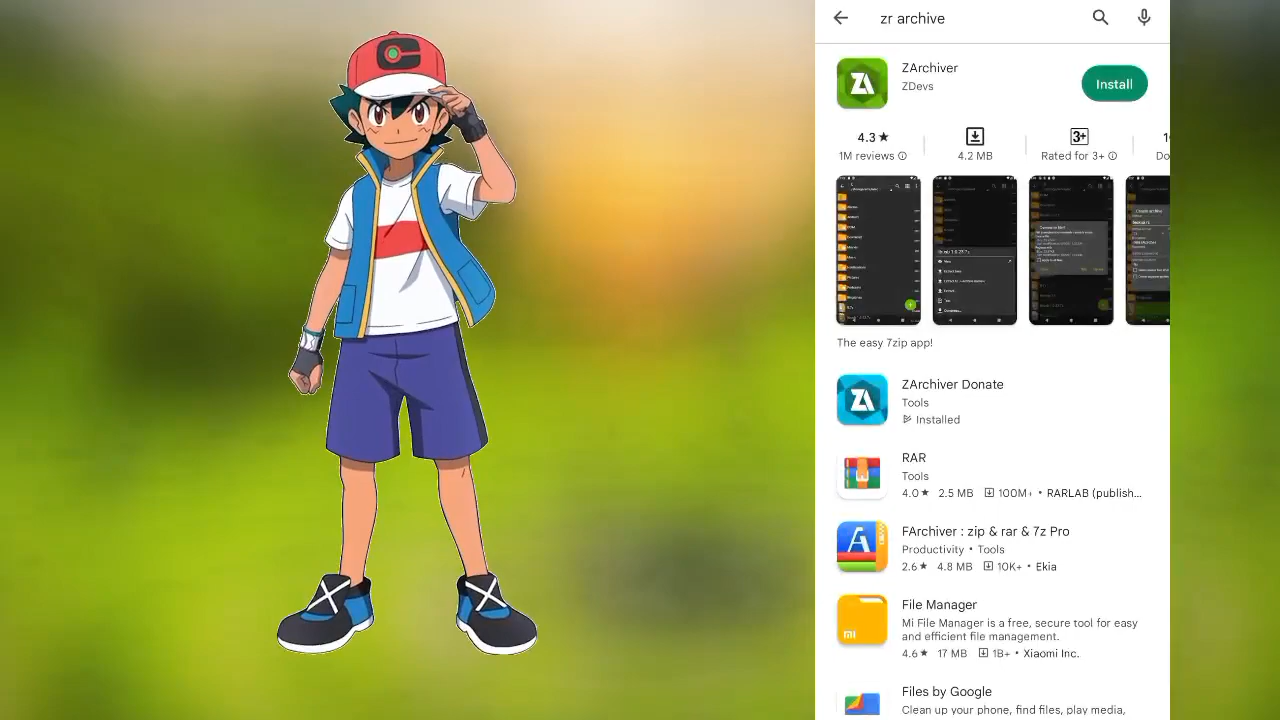 zr archive
ZArchiver
ZDevs
Install
4.3★
1M reviews
4.2 MB
3+
Rated for 3+
The easy 7zip app!
ZArchiver Donate
Tools
Installed
RAR
Tools
4.0★ 2.5 MB 100M+ • RARLAB (publish...
FArchiver : zip & rar & 7z Pro
Productivity • Tools
2.6★ 4.8 MB 10K+ • Ekia
mi
File Manager
Mi File Manager is a free, secure tool for easy
and efficient file management.
4.6★ 17 MB 1B+ • Xiaomi Inc.
Files by Google
Clean up your phone, find files, play media,